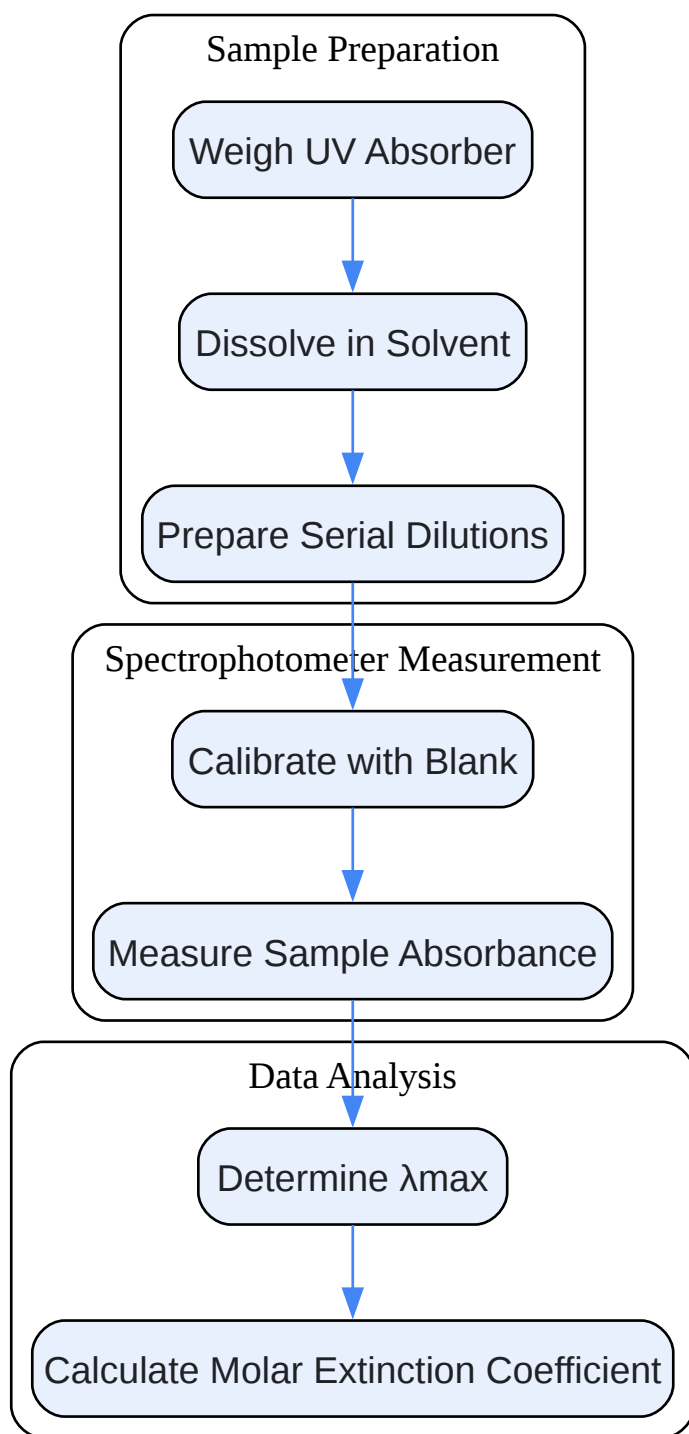 Sample Preparation
Weigh UV Absorber
Dissolve in Solvent
Prepare Serial Dilutions
Spectrophotometer Measurement
Calibrate with Blank
Measure Sample Absorbance
Data Analysis
Determine λmax
Calculate Molar Extinction Coefficient